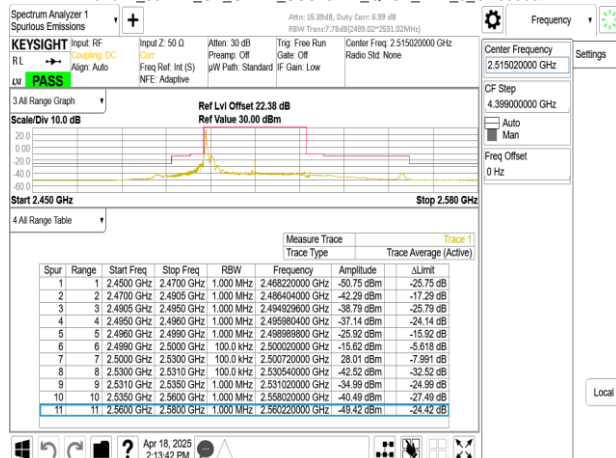 Spectrum Analyzer 1
Spurious Emissions
Attn: 15.39dB, Duty Corr: 6.99 dB
RBW Trans:7.78dB(2499.02~2531.02MHz)
Frequency
KEYSIGHT
RL
PASS
Input: RF
Coupling: DC
Align: Auto
Input Z: 50 Ω
Corr
Freq Ref: Int (S)
NFE: Adaptive
Atten: 30 dB
Preamp: Off
µW Path: Standard
Trig: Free Run
Gate: Off
IF Gain: Low
Center Freq: 2.515020000 GHz
Radio Std: None
Center Frequency
2.515020000 GHz
Settings
CF Step
4.399000000 GHz
Auto
Man
Freq Offset
0 Hz
Local
3 All Range Graph
Scale/Div 10.0 dB
Ref Lvl Offset 22.38 dB
Ref Value 30.00 dBm
20.0
0.00
-20.0
-40.0
-60.0
Start 2.450 GHz
Stop 2.580 GHz
4 All Range Table
Measure Trace Trace 1
Trace Type Trace Average (Active)
Spur Range Start Freq Stop Freq RBW Frequency Amplitude ΔLimit
1 1 2.4500 GHz 2.4700 GHz 1.000 MHz 2.468220000 GHz -50.75 dBm -25.75 dB
2 2 2.4700 GHz 2.4905 GHz 1.000 MHz 2.486404000 GHz -42.29 dBm -17.29 dB
3 3 2.4905 GHz 2.4950 GHz 1.000 MHz 2.494929600 GHz -38.79 dBm -25.79 dB
4 4 2.4950 GHz 2.4960 GHz 1.000 MHz 2.495980400 GHz -37.14 dBm -24.14 dB
5 5 2.4960 GHz 2.4990 GHz 1.000 MHz 2.498989800 GHz -25.92 dBm -15.92 dB
6 6 2.4990 GHz 2.5000 GHz 100.0 kHz 2.500020000 GHz -15.62 dBm -5.618 dB
7 7 2.5000 GHz 2.5300 GHz 100.0 kHz 2.500720000 GHz 28.01 dBm -7.991 dB
8 8 2.5300 GHz 2.5310 GHz 100.0 kHz 2.530540000 GHz -42.52 dBm -32.52 dB
9 9 2.5310 GHz 2.5350 GHz 1.000 MHz 2.531020000 GHz -34.99 dBm -24.99 dB
10 10 2.5350 GHz 2.5600 GHz 1.000 MHz 2.558020000 GHz -40.49 dBm -27.49 dB
11 11 2.5600 GHz 2.5800 GHz 1.000 MHz 2.560220000 GHz -49.42 dBm -24.42 dB
?
Apr 18, 2025
2:13:42 PM